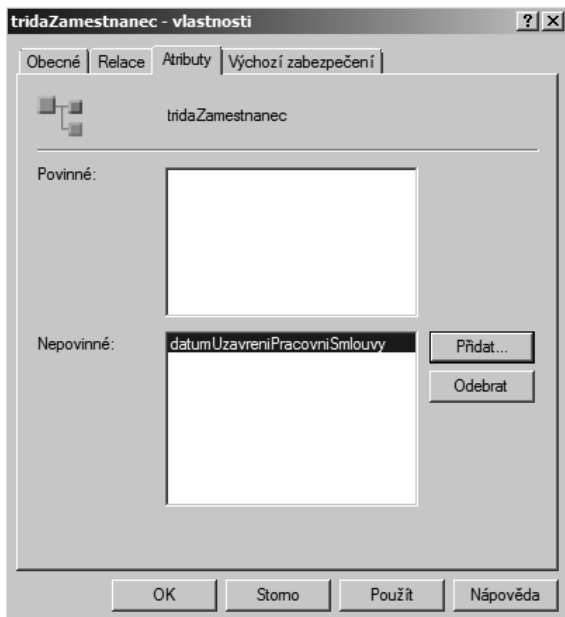 tridaZamestnanec - vlastnosti
Obecné Relace Atributy Výchozí zabezpečení
tridaZamestnanec
Povinné:
Nepovinné:
datumUzavreniPracovniSmlouvy
Přidat...
Odebrat
OK Storno Použít Nápověda